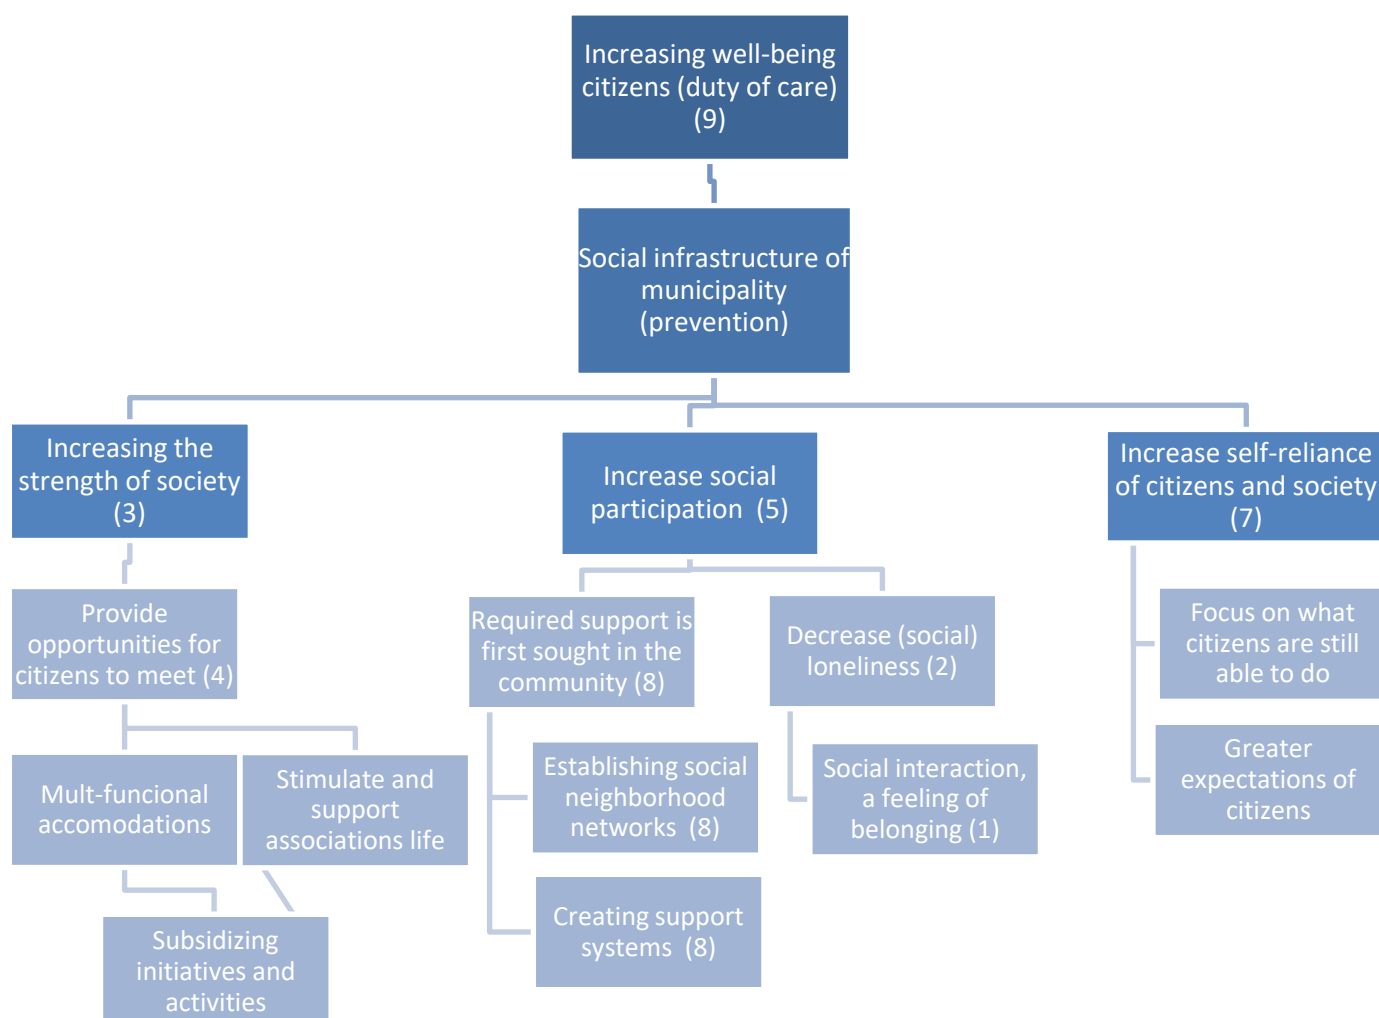 Increasing well-being
citizens (duty of care)
(9)
Social infrastructure of
municipality
(prevention)
Increasing the
strength of society
(3)
Increase social
participation (5)
Increase self-reliance
of citizens and society
(7)
Provide
opportunities for
citizens to meet (4)
Required support is
first sought in the
community (8)
Decrease (social)
loneliness (2)
Focus on what
citizens are still
able to do
Mult-funcional
accomodations
Stimulate and
support
associations life
Establishing social
neighborhood
networks (8)
Social interaction,
a feeling of
belonging (1)
Greater
expectations of
citizens
Subsidizing
initiatives and
activities
Creating support
systems (8)